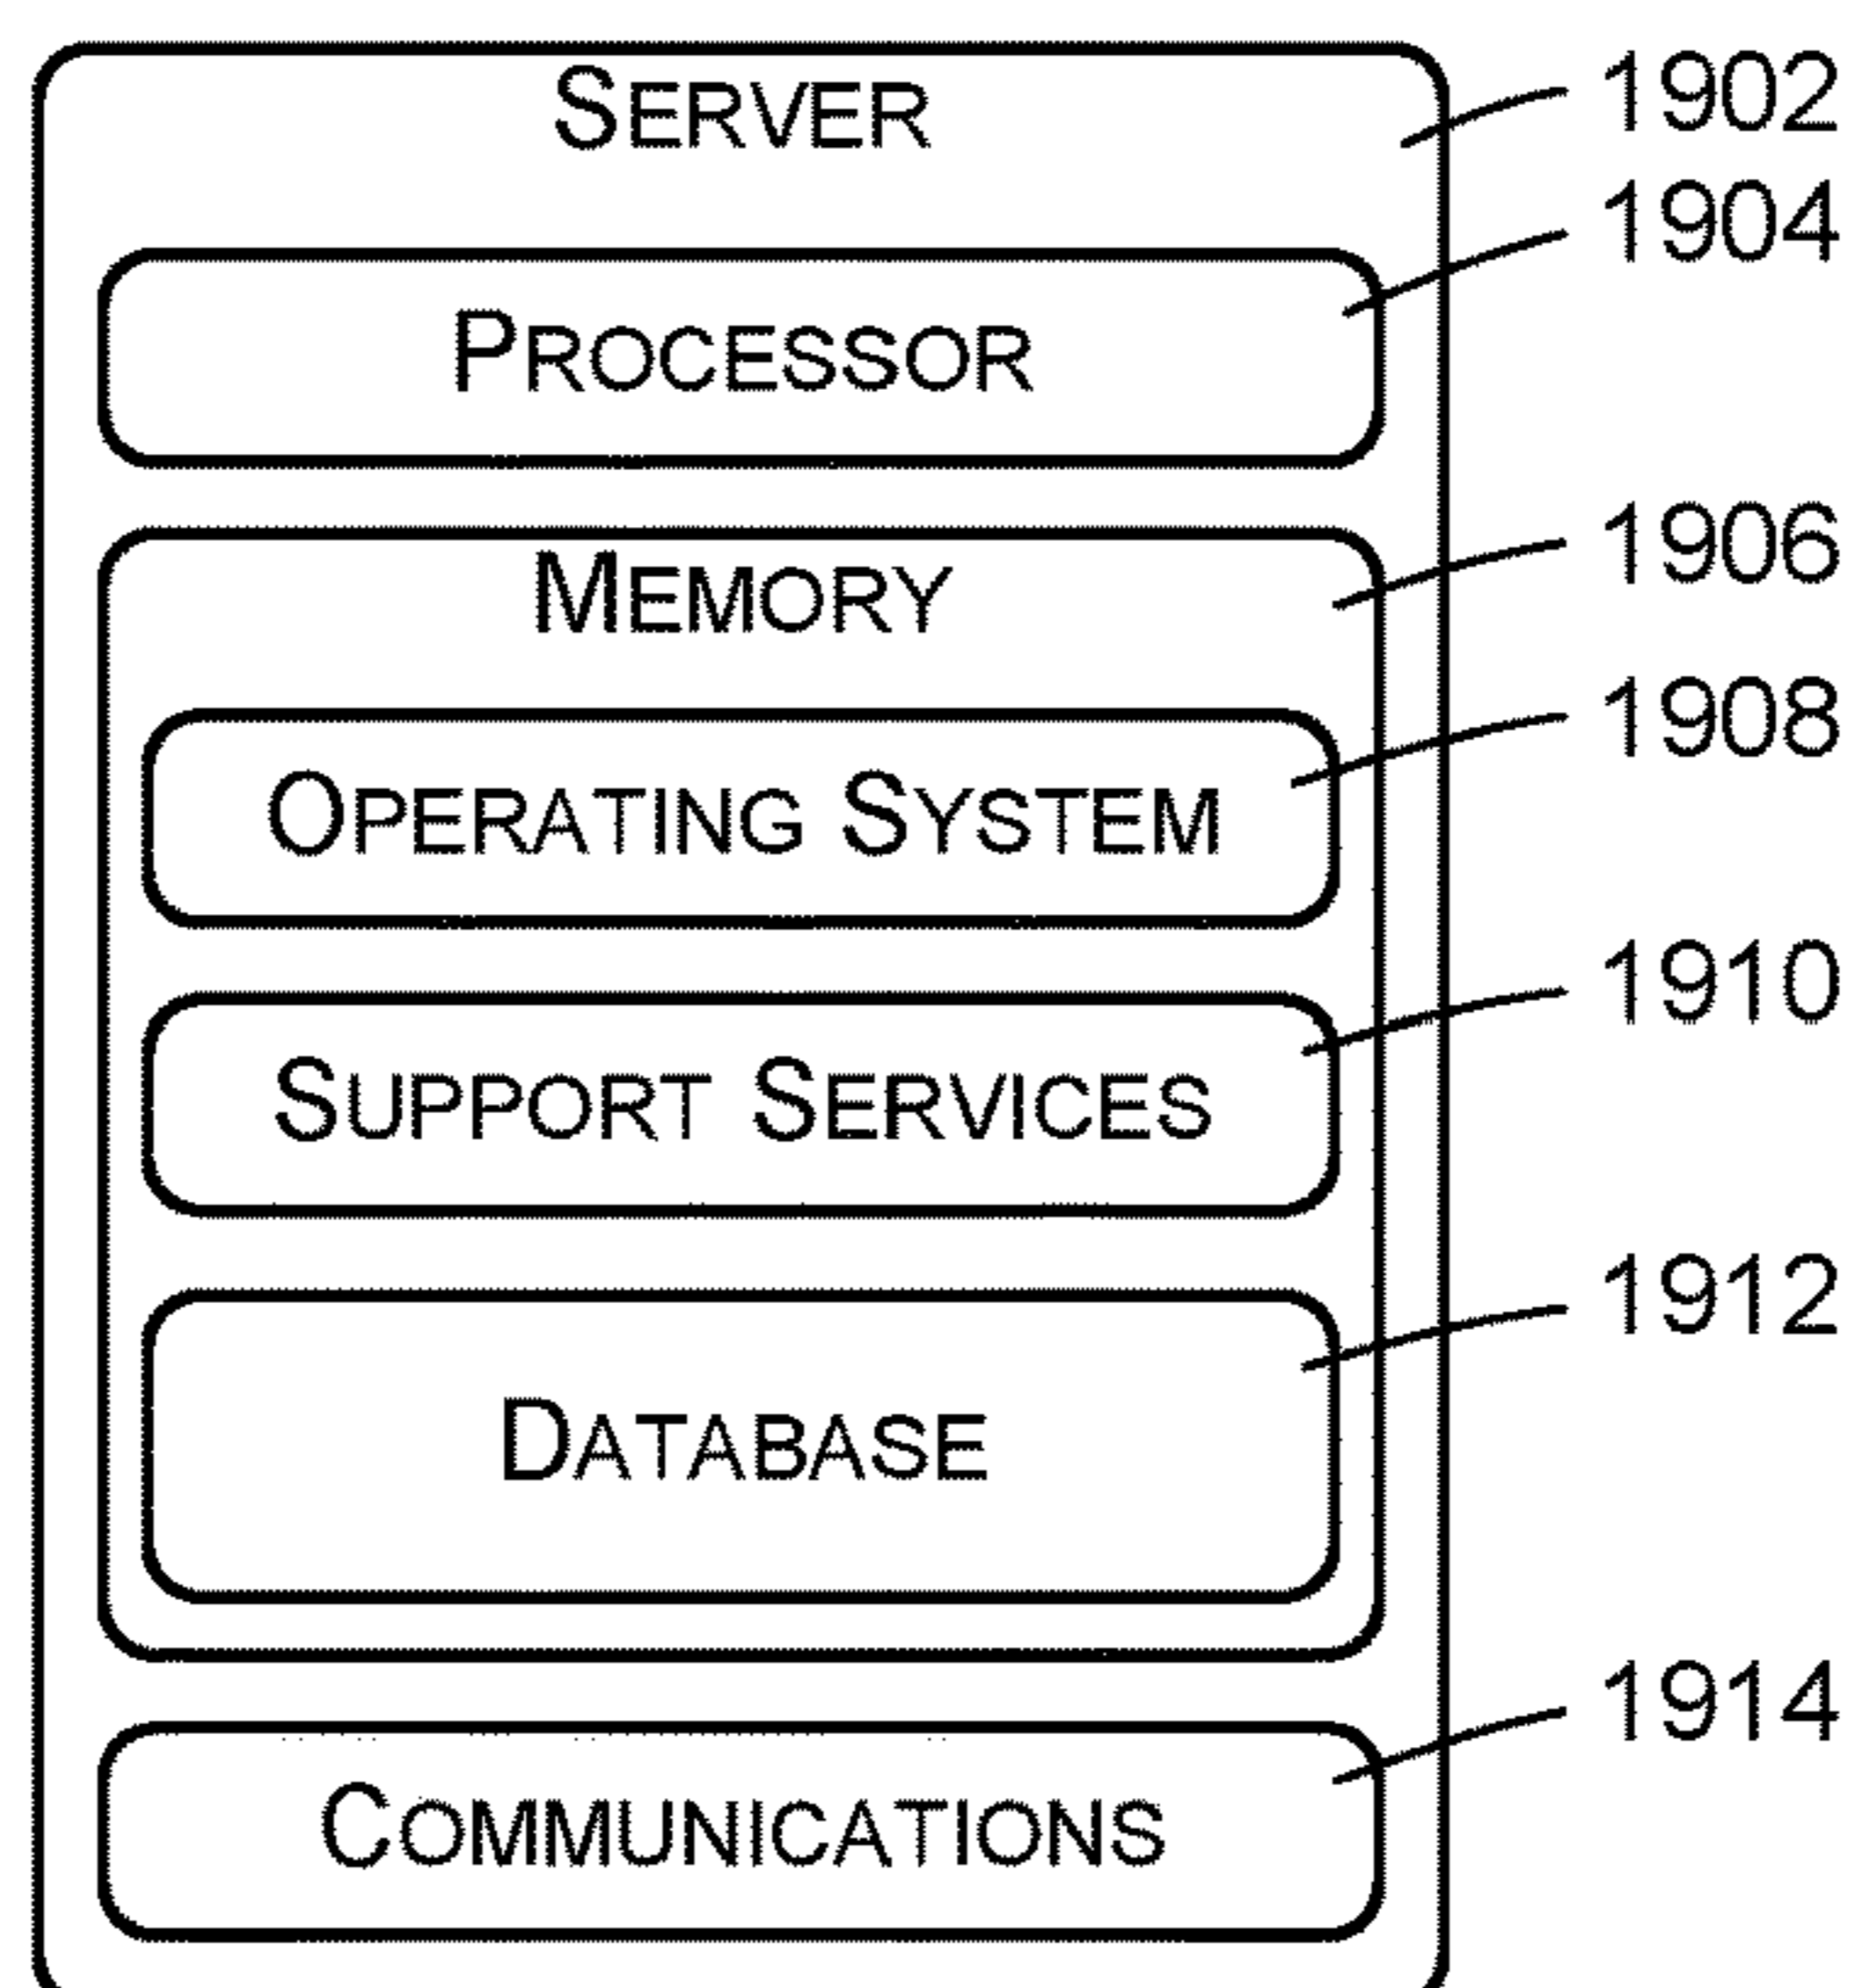 SERVER 1902
1904
PROCESSOR
1906
MEMORY
1908
OPERATING SYSTEM
1910
SUPPORT SERVICES
1912
DATABASE
1914
COMMUNICATIONS